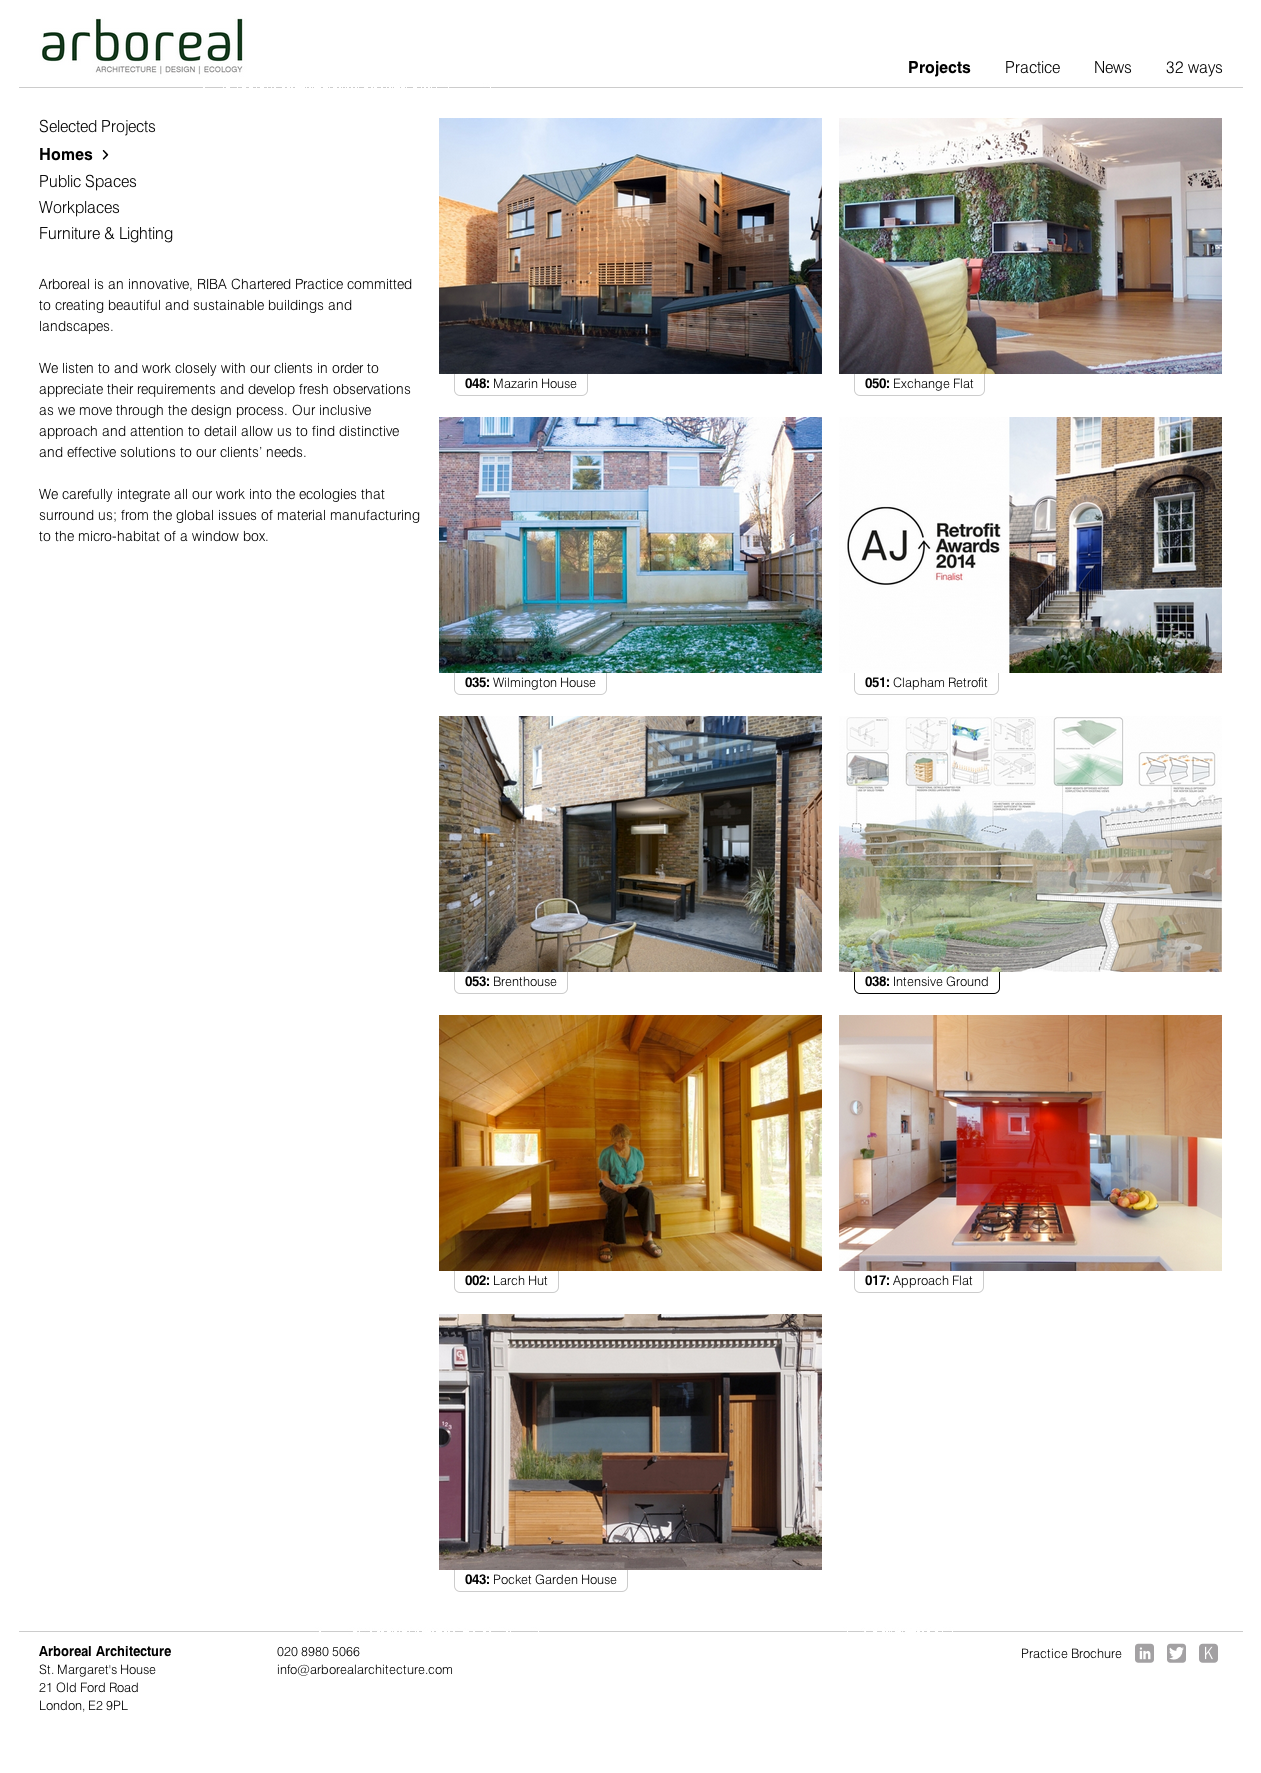 arboreal
ARCHITECTURE | DESIGN | ECOLOGY
Projects
Practice
News
32 ways
Selected Projects
Homes >
Public Spaces
Workplaces
Furniture & Lighting
Arboreal is an innovative, RIBA Chartered Practice committed
to creating beautiful and sustainable buildings and
landscapes.
We listen to and work closely with our clients in order to
appreciate their requirements and develop fresh observations
as we move through the design process. Our inclusive
approach and attention to detail allow us to find distinctive
and effective solutions to our clients’ needs.
We carefully integrate all our work into the ecologies that
surround us; from the global issues of material manufacturing
to the micro-habitat of a window box.
048: Mazarin House
050: Exchange Flat
AJ
Retrofit
Awards
2014
Finalist
035: Wilmington House
051: Clapham Retrofit
053: Brenthouse
038: Intensive Ground
002: Larch Hut
017: Approach Flat
123
043: Pocket Garden House
Arboreal Architecture
St. Margaret's House
21 Old Ford Road
London, E2 9PL
020 8980 5066
info@arborealarchitecture.com
Practice Brochure
in
K